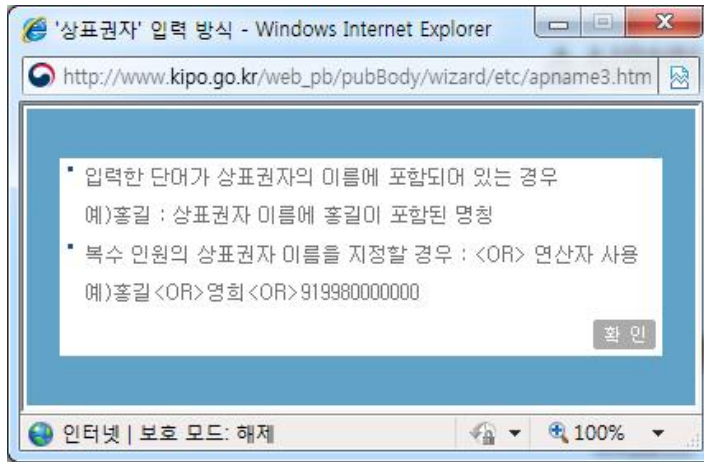 '상표권자' 입력 방식 - Windows Internet Explorer
http://www.kipo.go.kr/web_pb/pubBody/wizard/etc/apname3.htm
입력한 단어가 상표권자의 이름에 포함되어 있는 경우
예)홍길 : 상표권자 이름에 홍길이 포함된 명칭
복수 인원의 상표권자 이름을 지정할 경우 : <OR> 연산자 사용
예)홍길<OR>영희<OR>919980000000
확 인
인터넷 | 보호 모드: 해제 100%